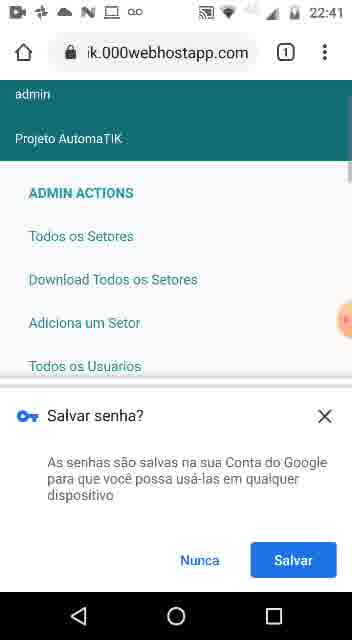 22:41
ik.000webhostapp.com
1
admin
Projeto AutomaTIK
ADMIN ACTIONS
Todos os Setores
Download Todos os Setores
Adiciona um Setor
Todos os Usuários
Salvar senha?
As senhas são salvas na sua Conta do Google
para que você possa usá-las em qualquer
dispositivo
Nunca
Salvar